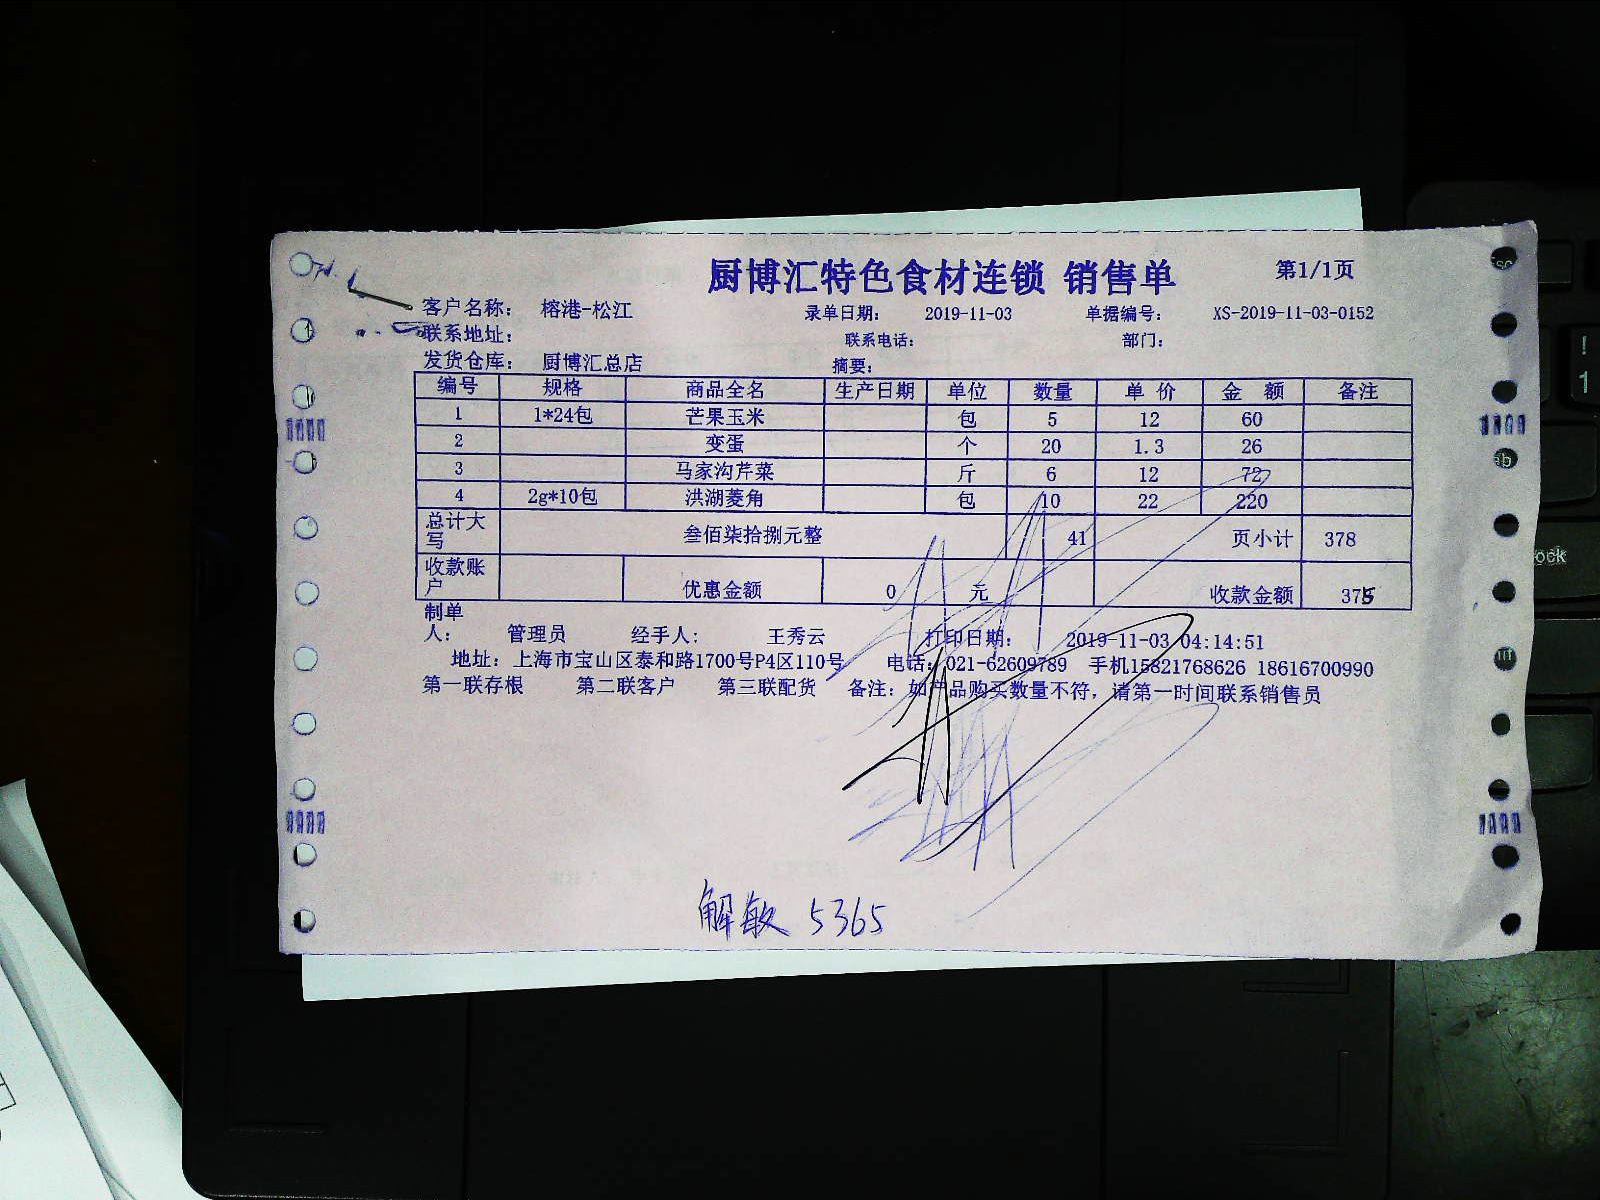 厨博汇特色食材连锁 销售单 第1/1页
客户名称: 榕港-松江 录单日期: 2019-11-03 单据编号: XS-2019-11-03-0152
联系地址: 联系电话: 部门:
发货仓库: 厨博汇总店 摘要:
编号 规格 商品全名 生产日期 单位 数量 单 价 金 额 备注
1 1*24包 芒果玉米 包 5 12 60
2 变蛋 个 20 1.3 26
3 马家沟芹菜 斤 6 12 72
4 2g*10包 洪湖菱角 包 10 22 220
总计大写 叁佰柒拾捌元整 41 页小计 378
收款账户 优惠金额 0 元 收款金额 378
制单人: 管理员 经手人: 王秀云 打印日期: 2019-11-03 04:14:51
地址: 上海市宝山区泰和路1700号P4区110号 电话: 021-62609789 手机15821768626 18616700990
第一联存根 第二联客户 第三联配货 备注: 如产品购买数量不符, 请第一时间联系销售员
解敏 5365